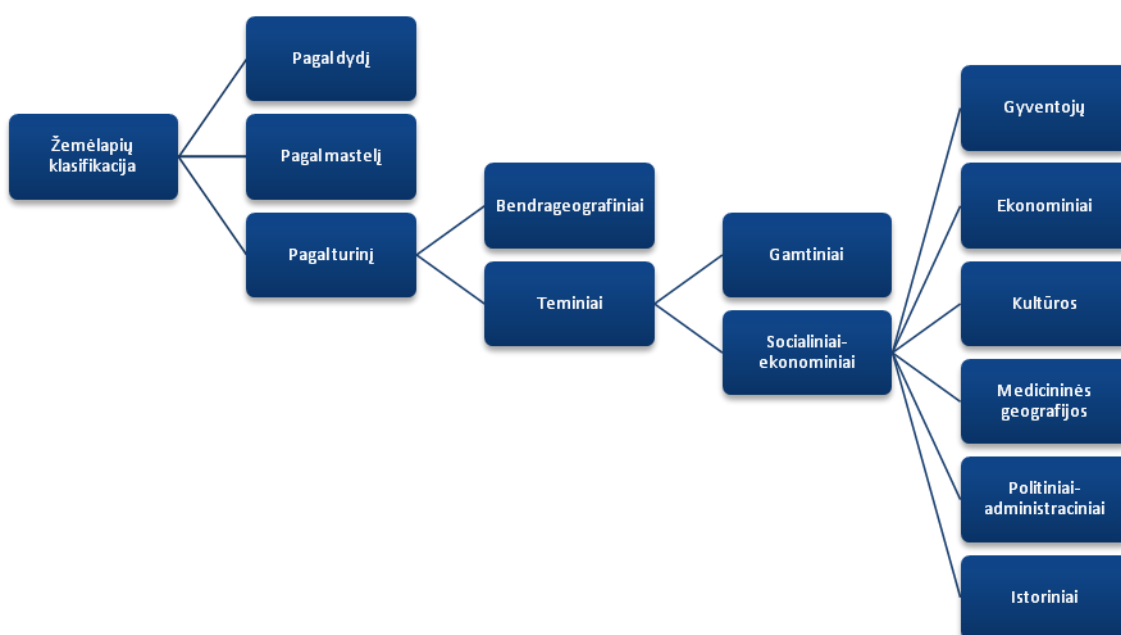 Žemėlapių
klasifikacija
Pagal dydį
Pagal mastelį
Pagal turinį
Bendrageografiniai
Teminiai
Gamtiniai
Socialiniai-
ekonominiai
Gyventojų
Ekonominiai
Kultūros
Medicininės
geografijos
Politiniai-
administraciniai
Istoriniai